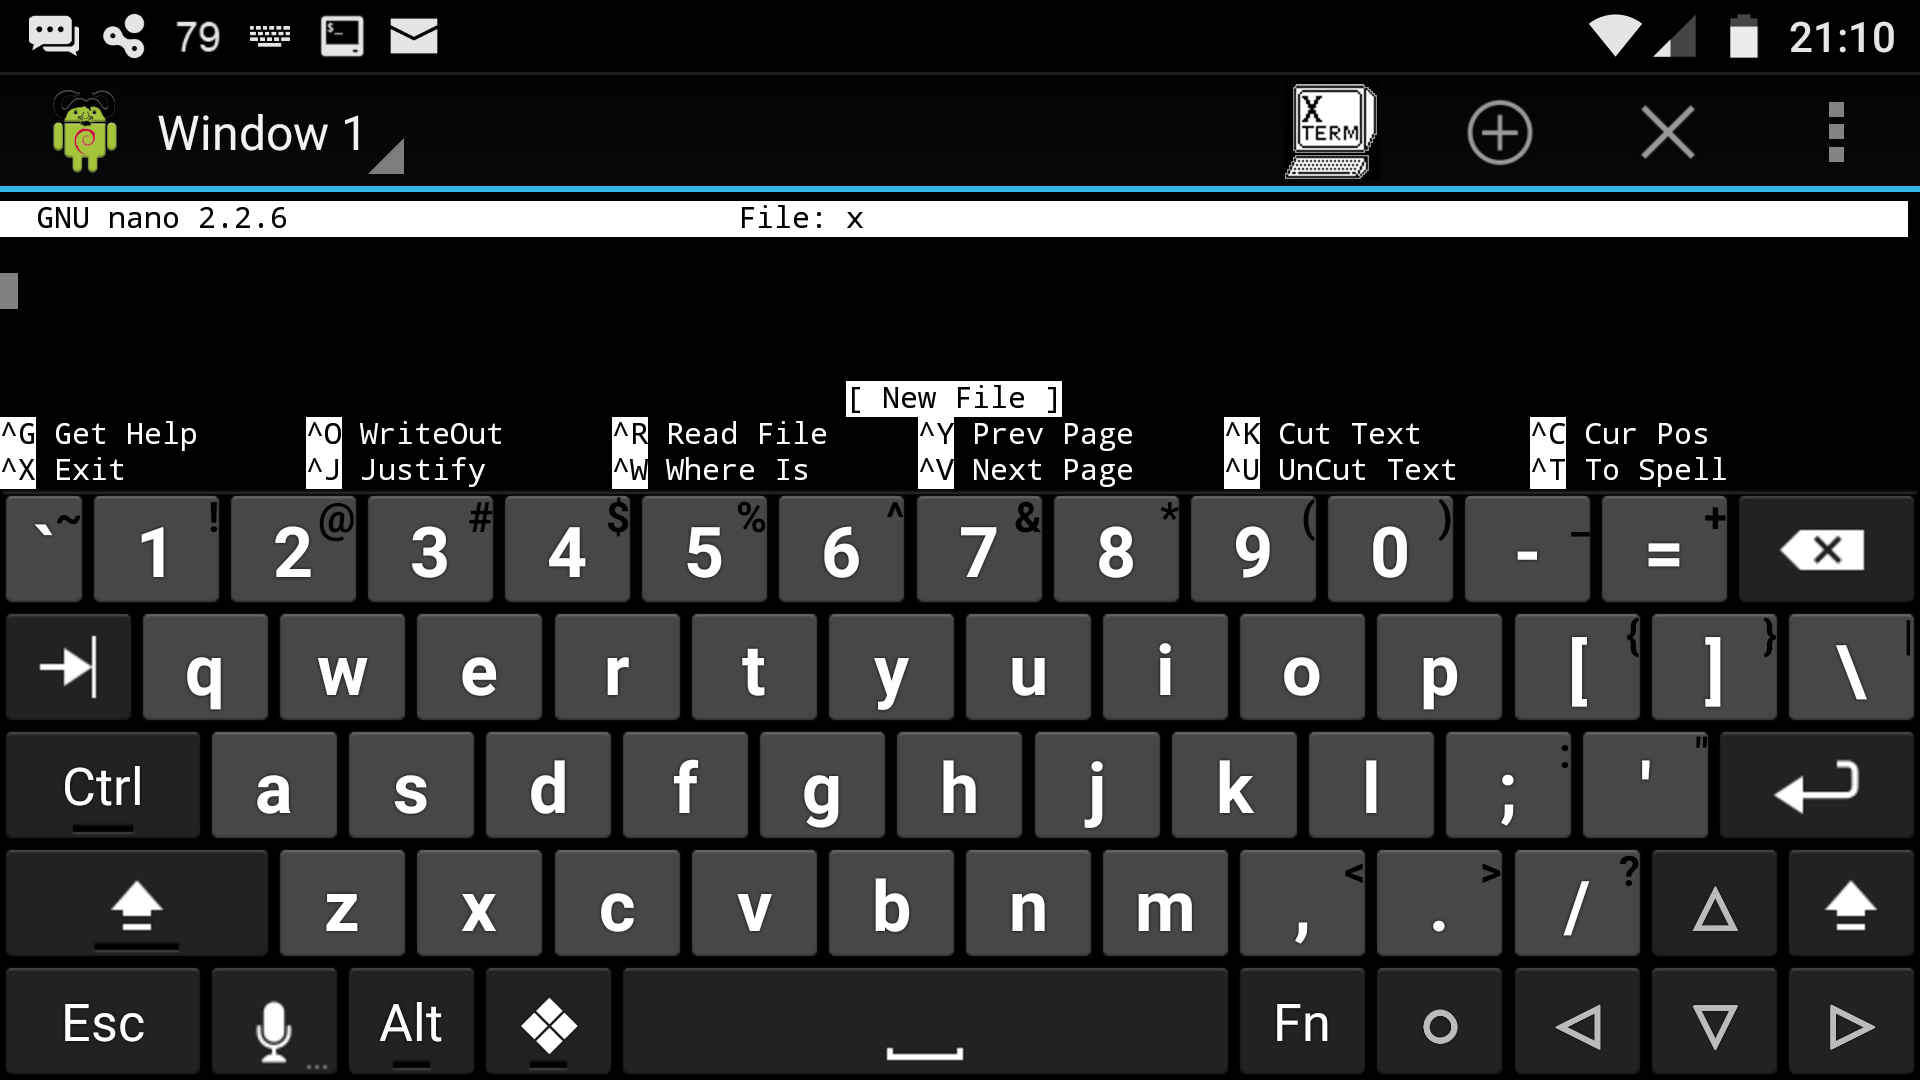 79 21:10
Window 1 X TERM
GNU nano 2.2.6 File: x
[ New File ]
^G Get Help ^O WriteOut ^R Read File ^Y Prev Page ^K Cut Text ^C Cur Pos
^X Exit ^J Justify ^W Where Is ^V Next Page ^U UnCut Text ^T To Spell
` ~ 1 ! 2 @ 3 # 4 $ 5 % 6 ^ 7 & 8 * 9 ( 0 ) - _ = +
q w e r t y u i o p [ { ] } \ |
Ctrl a s d f g h j k l ; : ' "
z x c v b n m , < . > / ?
Esc ... Alt Fn